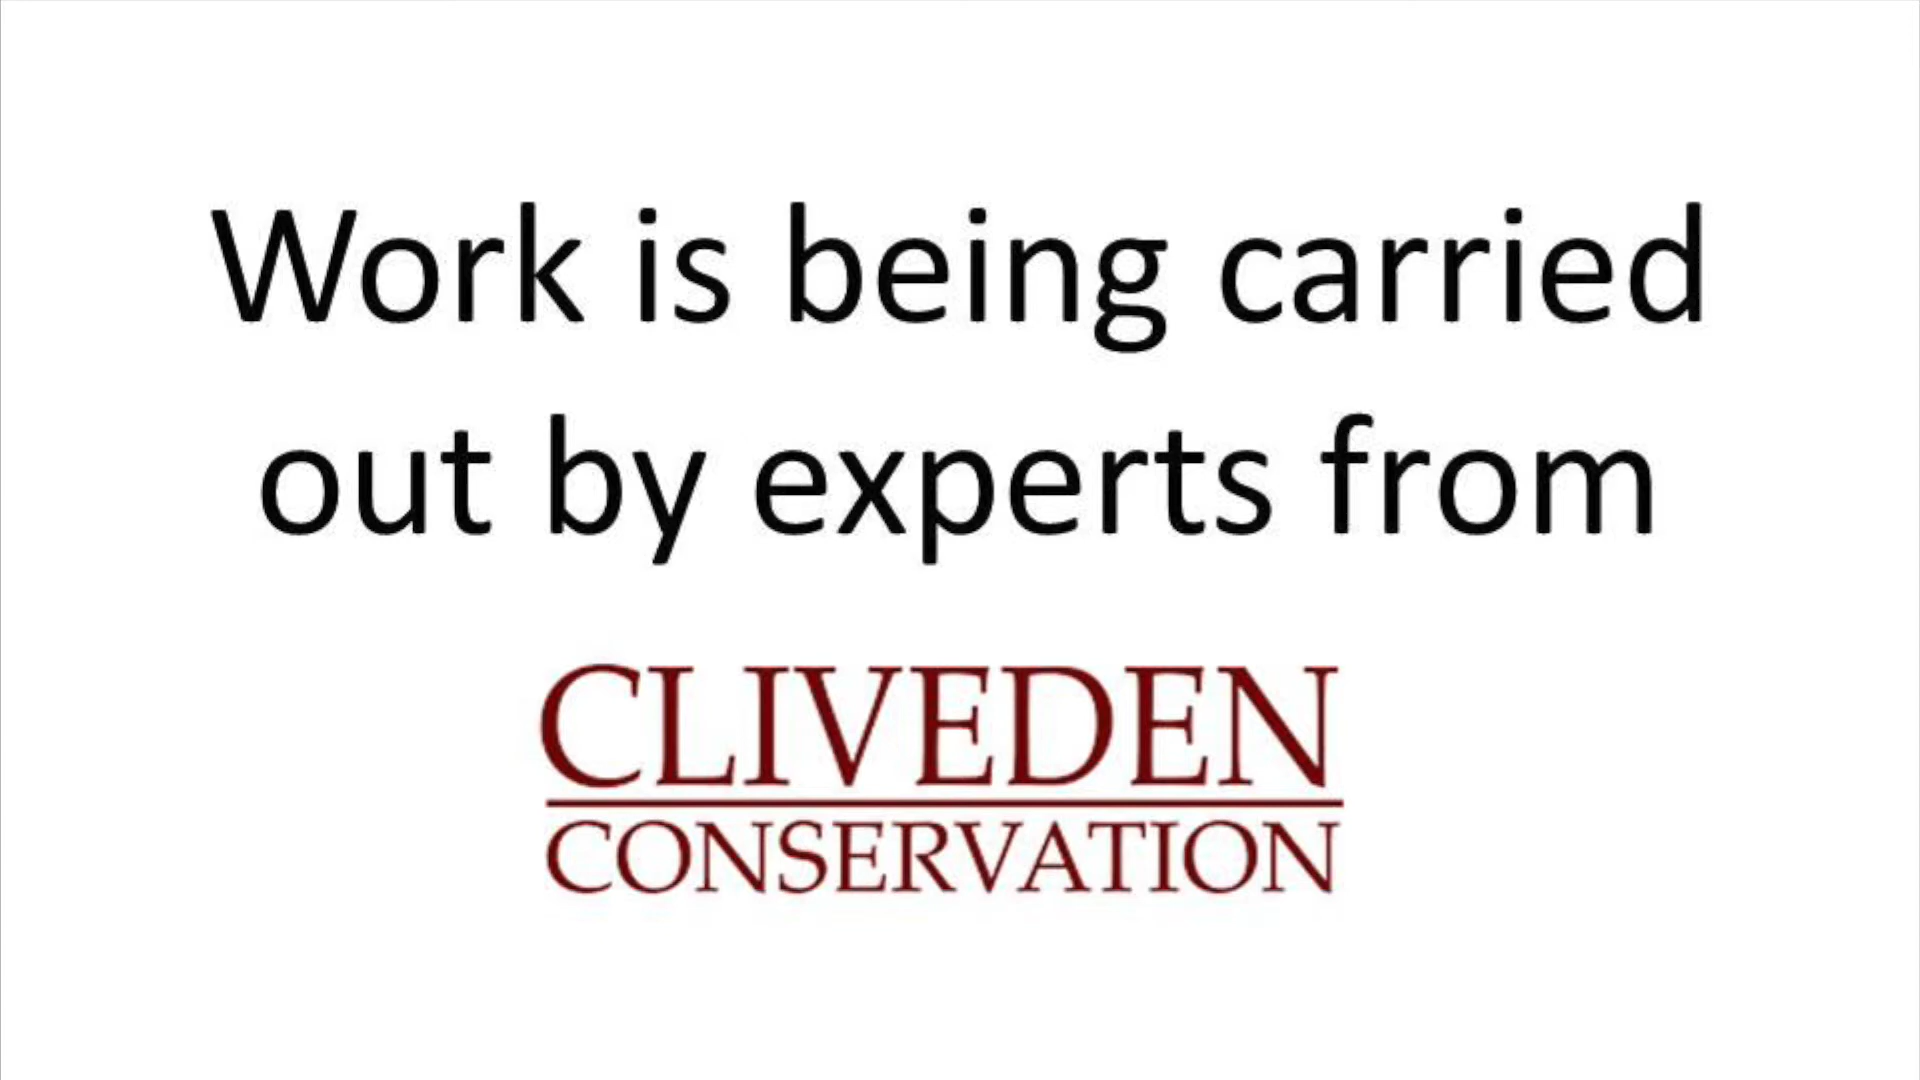 Work is being carried
out by experts from
CLIVEDEN
CONSERVATION